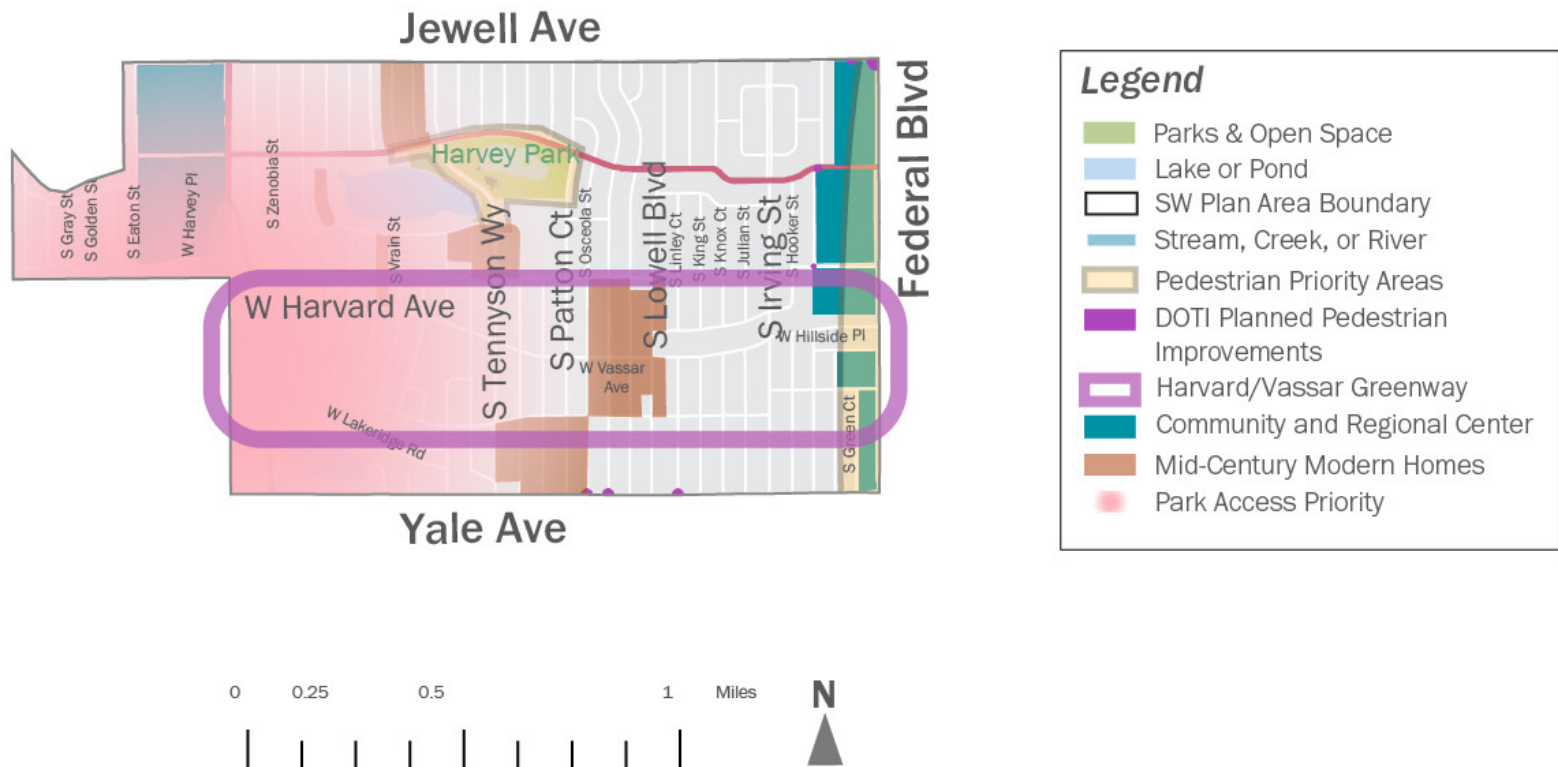 Jewell Ave
Federal Blvd
Harvey Park
S Gray St
S Golden St
S Eaton St
W Harvey Pl
S Zenobia St
S Vrain St
S Tennyson Wy
S Patton Ct
S Osceola St
S Lowell Blvd
S Linley Ct
S King St
S Knox Ct
S Julian St
S Irving St
S Hooker St
W Harvard Ave
W Hillside Pl
W Vassar
Ave
W Lakeridge Rd
S Green Ct
Yale Ave
Legend
Parks & Open Space
Lake or Pond
SW Plan Area Boundary
Stream, Creek, or River
Pedestrian Priority Areas
DOTI Planned Pedestrian
Improvements
Harvard/Vassar Greenway
Community and Regional Center
Mid-Century Modern Homes
Park Access Priority
0 0.25 0.5 1 Miles
N